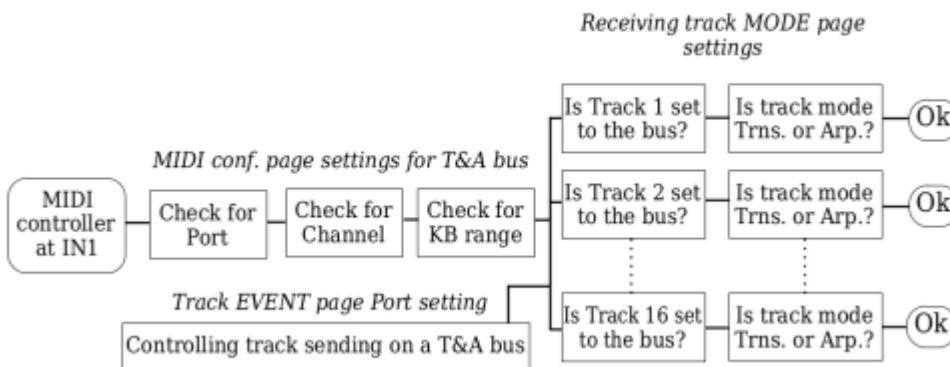 Receiving track MODE page
settings
Is Track 1 set
to the bus?
Is track mode
Trns. or Arp.?
Ok
MIDI conf. page settings for T&A bus
MIDI
controller
at IN1
Check for
Port
Check for
Channel
Check for
KB range
Is Track 2 set
to the bus?
Is track mode
Trns. or Arp.?
Ok
Track EVENT page Port setting
Controlling track sending on a T&A bus
Is Track 16 set
to the bus?
Is track mode
Trns. or Arp.?
Ok